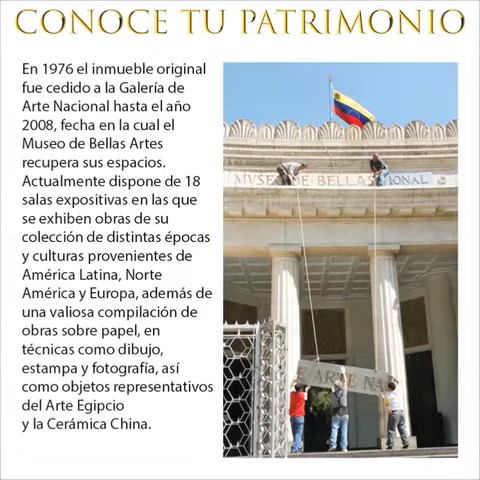 CONOCE TU PATRIMONIO
En 1976 el inmueble original
fue cedido a la Galería de
Arte Nacional hasta el año
2008, fecha en la cual el
Museo de Bellas Artes
recupera sus espacios.
Actualmente dispone de 18
salas expositivas en las que
se exhiben obras de su
colección de distintas épocas
y culturas provenientes de
América Latina, Norte
América y Europa, además de
una valiosa compilación de
obras sobre papel, en
técnicas como dibujo,
estampa y fotografía, así
como objetos representativos
del Arte Egipcio
y la Cerámica China.
MVSEO DE BELLAS IONAL
E ARTE NA